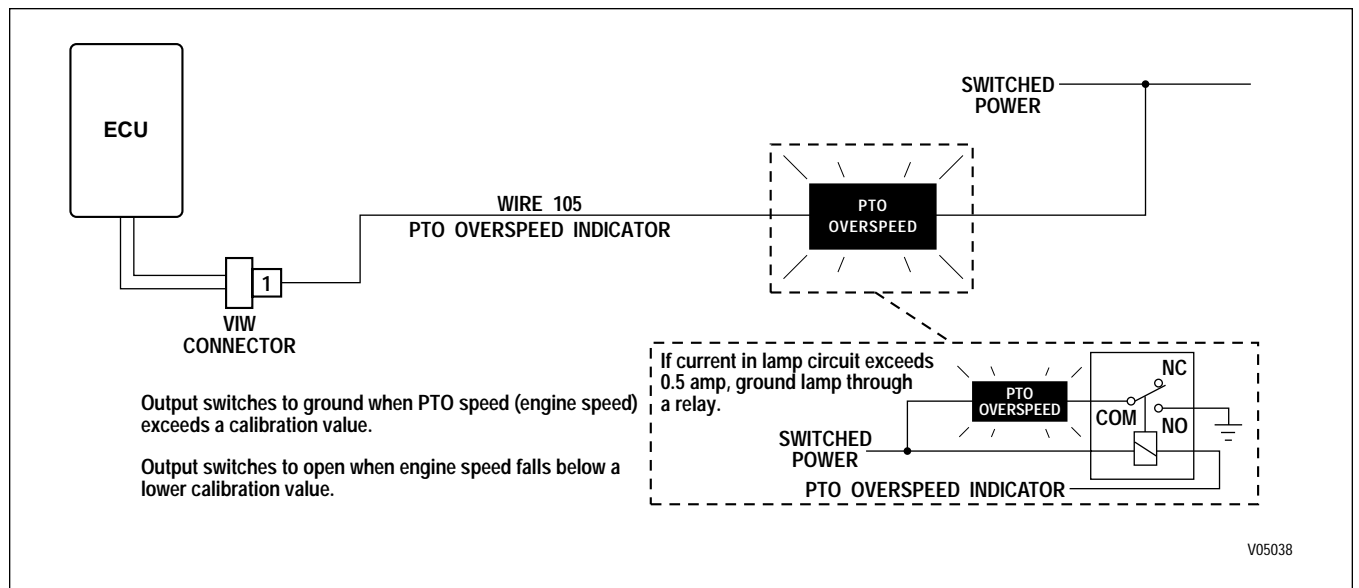 ECU
SWITCHED
POWER
PTO
OVERSPEED
WIRE 105
PTO OVERSPEED INDICATOR
1
VIW
CONNECTOR
Output switches to ground when PTO speed (engine speed)
exceeds a calibration value.
Output switches to open when engine speed falls below a
lower calibration value.
If current in lamp circuit exceeds
0.5 amp, ground lamp through
a relay.
PTO
OVERSPEED
NC
COM
NO
SWITCHED
POWER
PTO OVERSPEED INDICATOR
V05038